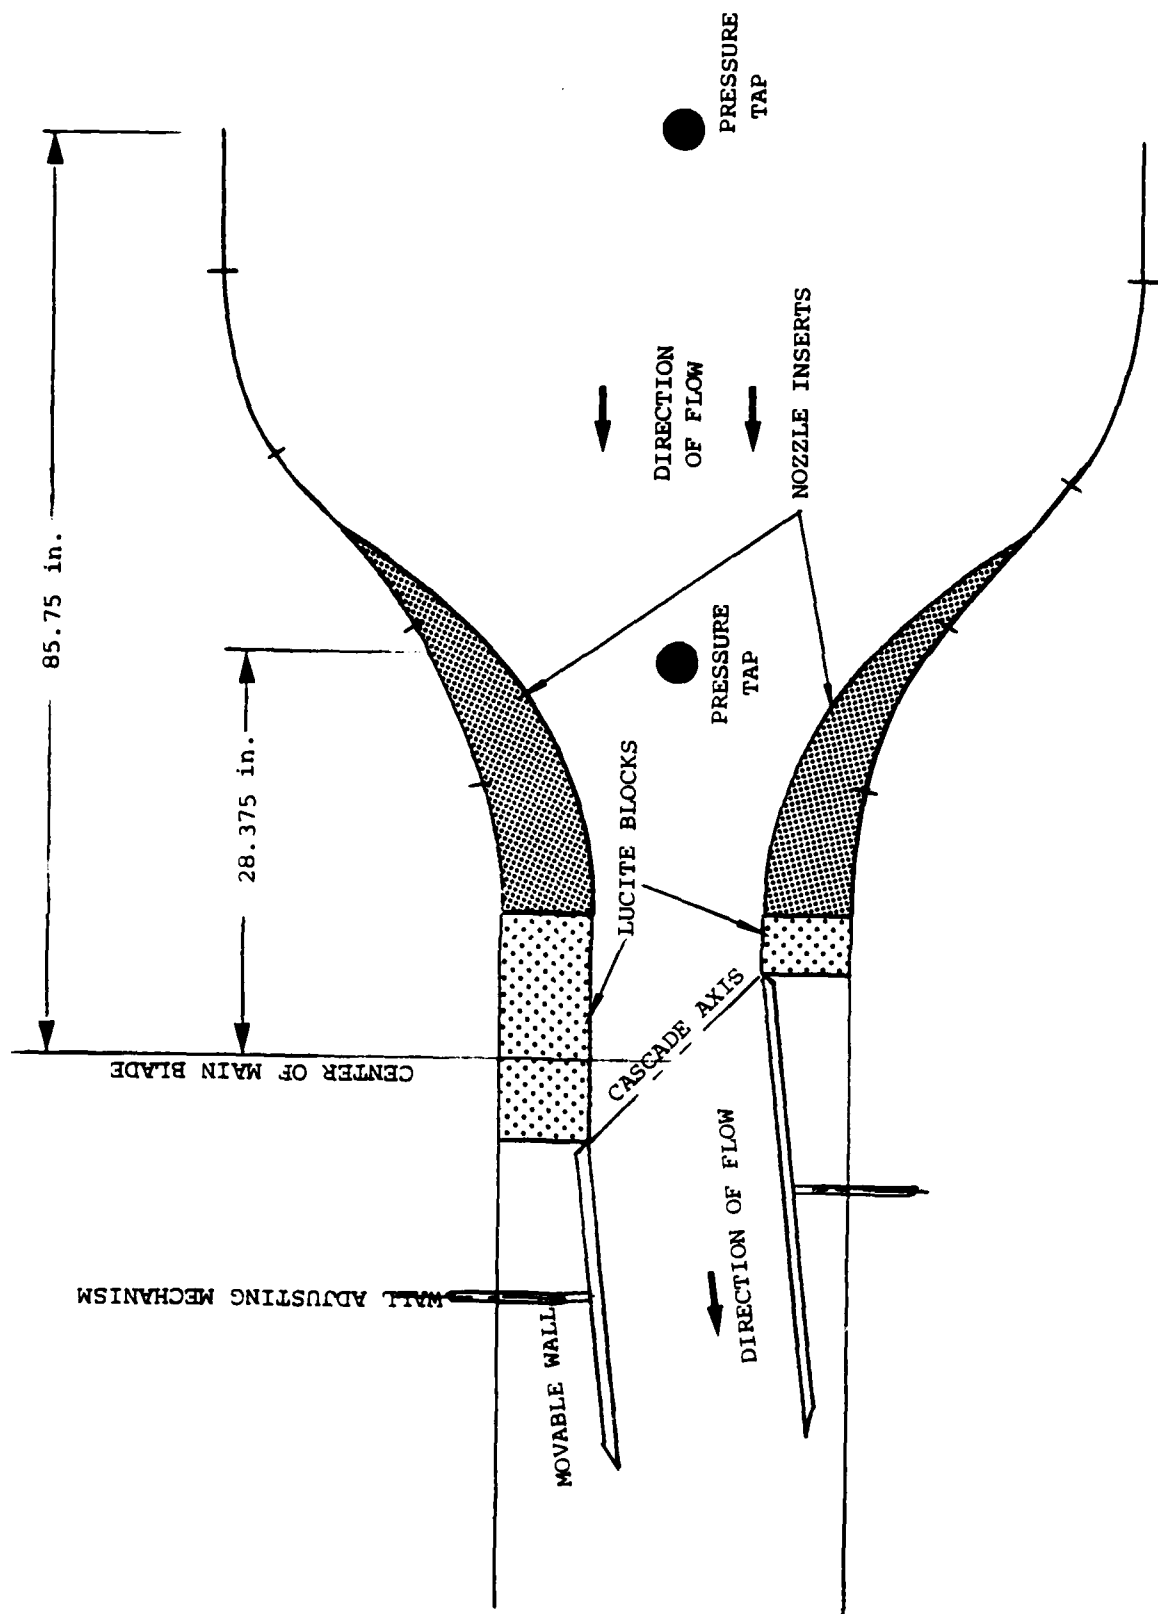 85.75 in.
28.375 in.
CENTER OF MAIN BLADE
WALL ADJUSTING MECHANISM
MOVABLE WALL
LUCITE BLOCKS
CASCADE AXIS
DIRECTION OF FLOW
PRESSURE
TAP
DIRECTION
OF FLOW
NOZZLE INSERTS
PRESSURE
TAP